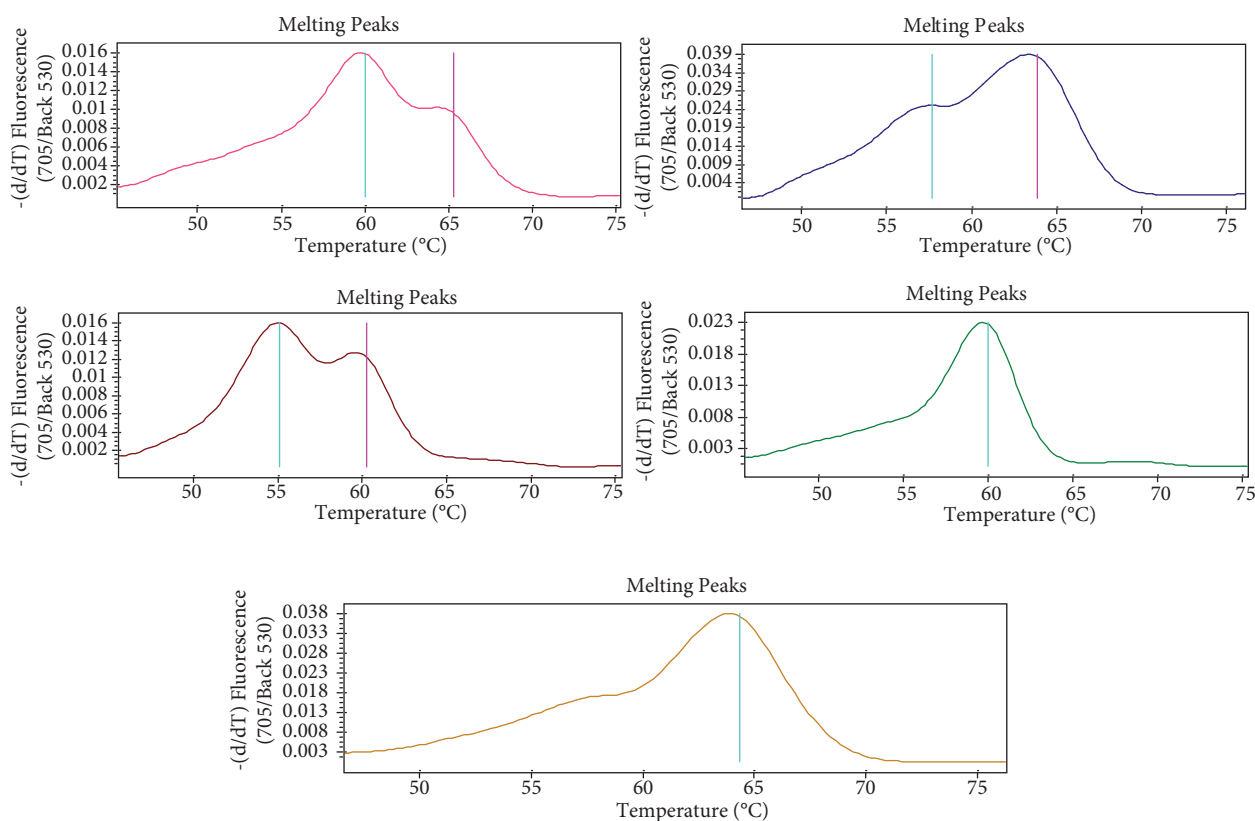 Melting Peaks
-(d/dT) Fluorescence
(705/Back 530)
0.016
0.014
0.012
0.01
0.008
0.006
0.004
0.002
50 55 60 65 70 75
Temperature (°C)
Melting Peaks
-(d/dT) Fluorescence
(705/Back 530)
0.039
0.034
0.029
0.024
0.019
0.014
0.009
0.004
50 55 60 65 70 75
Temperature (°C)
Melting Peaks
-(d/dT) Fluorescence
(705/Back 530)
0.016
0.014
0.012
0.01
0.008
0.006
0.004
0.002
50 55 60 65 70 75
Temperature (°C)
Melting Peaks
-(d/dT) Fluorescence
(705/Back 530)
0.023
0.018
0.013
0.008
0.003
50 55 60 65 70 75
Temperature (°C)
Melting Peaks
-(d/dT) Fluorescence
(705/Back 530)
0.038
0.033
0.028
0.023
0.018
0.013
0.008
0.003
50 55 60 65 70 75
Temperature (°C)